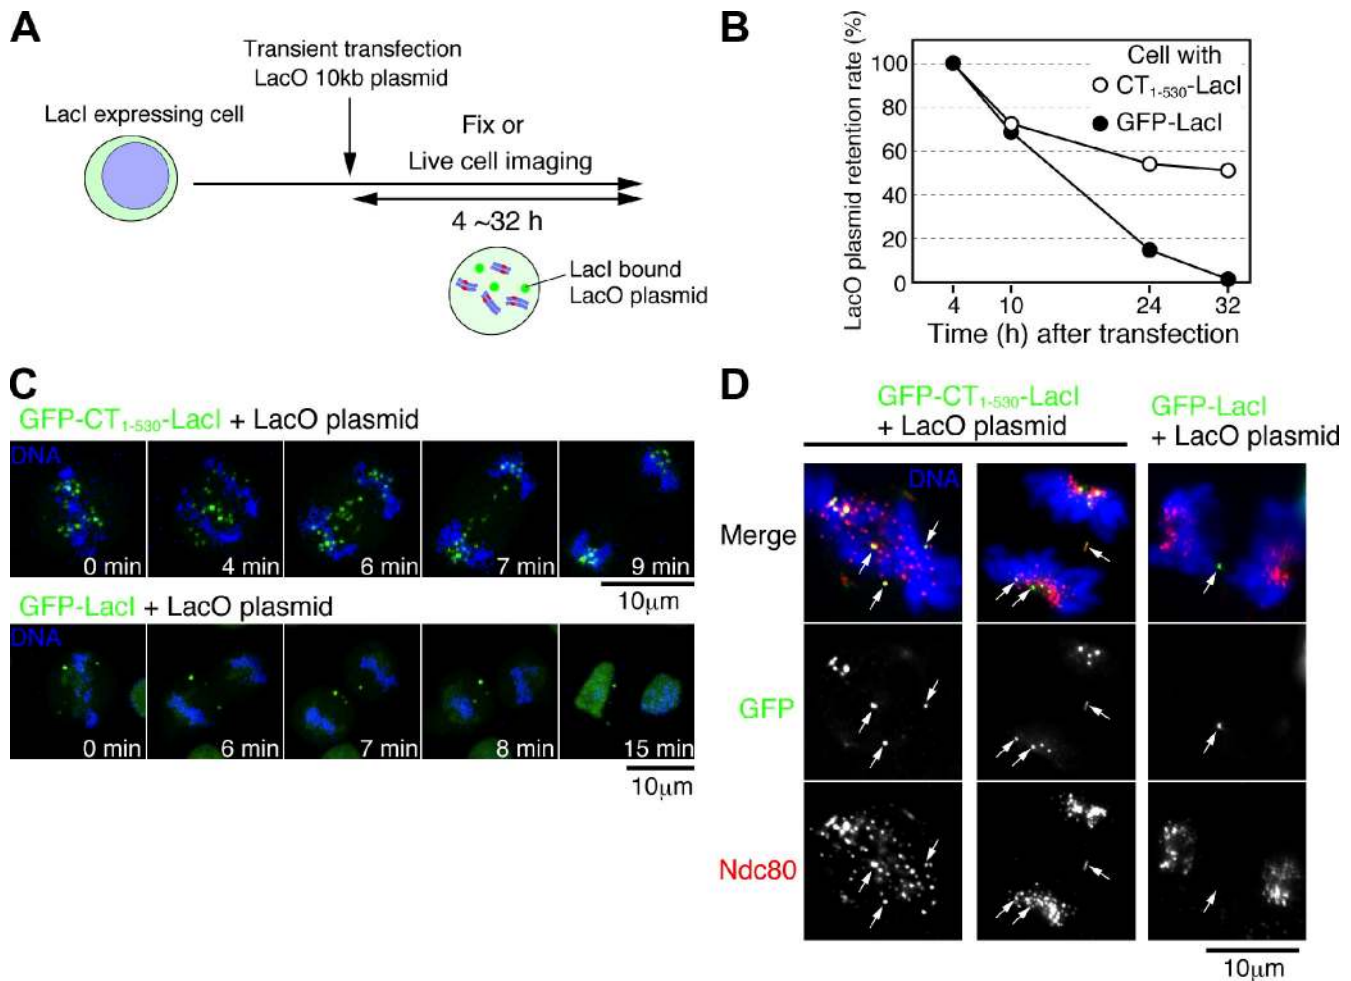 A
Transient transfection
LacO 10kb plasmid
LacI expressing cell
Fix or
Live cell imaging
4 ~32 h
LacI bound
LacO plasmid
B
LacO plasmid retention rate (%)
100
80
60
40
20
0
Cell with
CT1-530-LacI
GFP-LacI
4 10 24 32
Time (h) after transfection
C
GFP-CT1-530-LacI + LacO plasmid
DNA
0 min 4 min 6 min 7 min 9 min
10μm
GFP-LacI + LacO plasmid
DNA
0 min 6 min 7 min 8 min 15 min
10μm
D
GFP-CT1-530-LacI
+ LacO plasmid
GFP-LacI
+ LacO plasmid
DNA
Merge
GFP
Ndc80
10μm